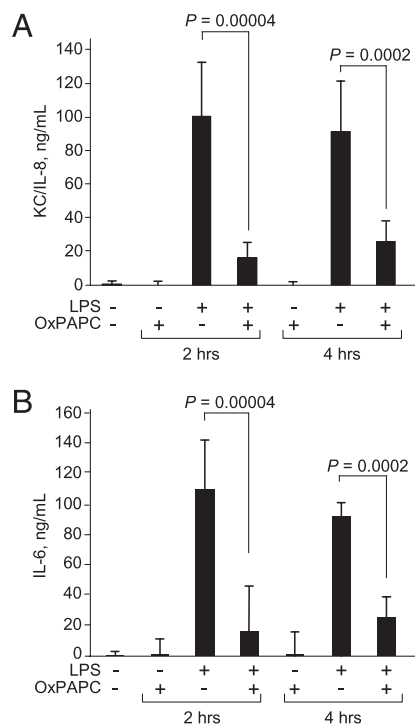 A
P = 0.00004
P = 0.0002
140
120
100
80
60
40
20
0
KC/IL-8, ng/mL
LPS - - + + - + +
OxPAPC - + - + + - +
2 hrs 4 hrs
B
160
P = 0.00004
140
P = 0.0002
120
100
80
60
40
20
0
IL-6, ng/mL
LPS - - + + - + +
OxPAPC - + - + + - +
2 hrs 4 hrs